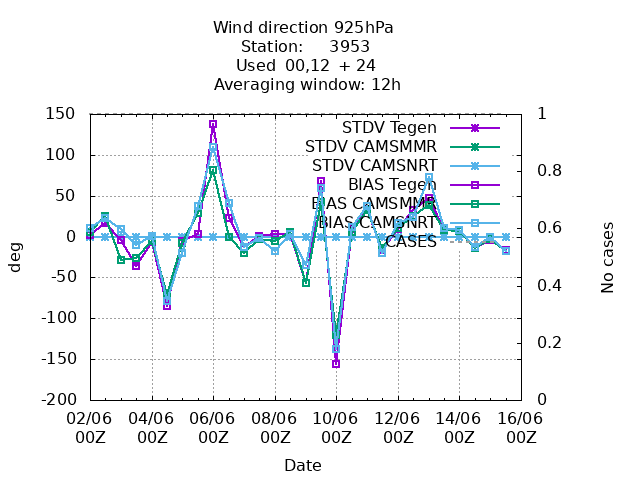 Wind direction 925hPa
Station: 3953
Used 00,12 + 24
Averaging window: 12h
STDV Tegen
STDV CAMSMMR
STDV CAMSNRT
BIAS Tegen
BIAS CAMSMMR
BIAS CAMSNRT
CASES
150
100
50
0
-50
-100
-150
-200
deg
1
0.8
0.6
0.4
0.2
0
No cases
02/06 04/06 06/06 08/06 10/06 12/06 14/06 16/06
00Z 00Z 00Z 00Z 00Z 00Z 00Z 00Z
Date